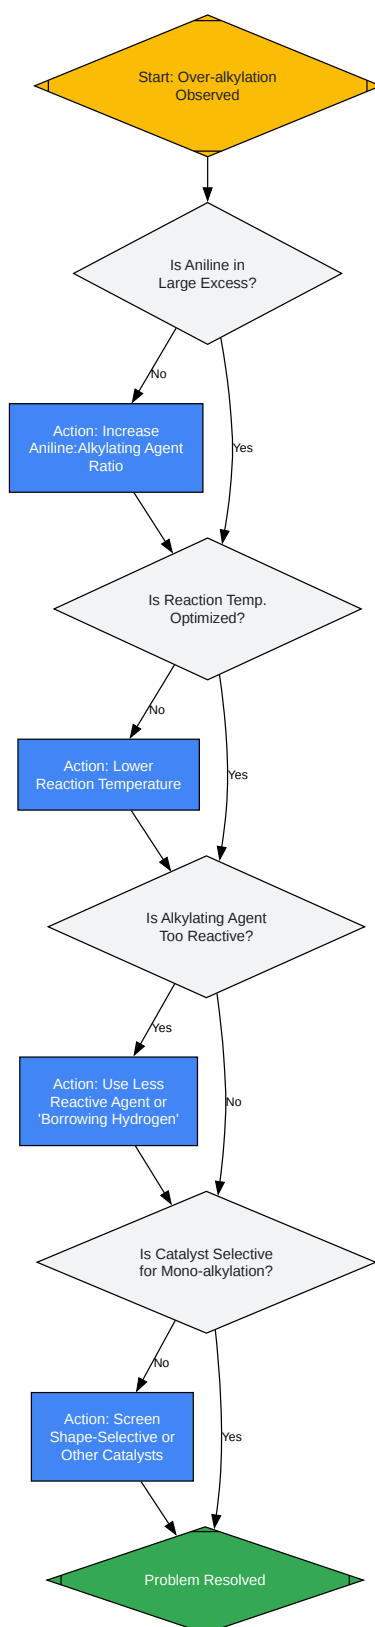 Start: Over-alkylation
Observed
Is Aniline in
Large Excess?
No
Action: Increase
Aniline:Alkylating Agent
Ratio
Yes
Is Reaction Temp.
Optimized?
No
Action: Lower
Reaction Temperature
Yes
Is Alkylating Agent
Too Reactive?
Yes
Action: Use Less
Reactive Agent or
'Borrowing Hydrogen'
No
Is Catalyst Selective
for Mono-alkylation?
No
Action: Screen
Shape-Selective or
Other Catalysts
Yes
Problem Resolved